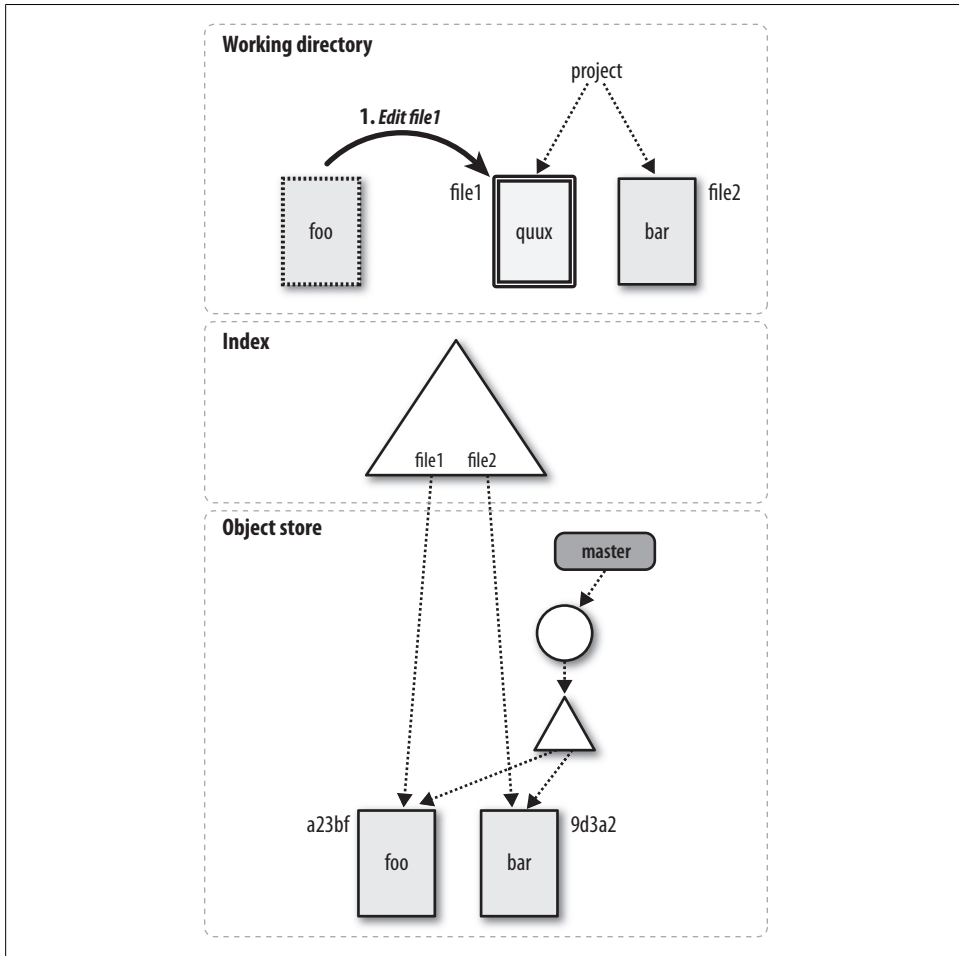 Working directory
project
1. Edit file1
file1
file2
foo
quux
bar
Index
file1 file2
Object store
master
a23bf
9d3a2
foo
bar